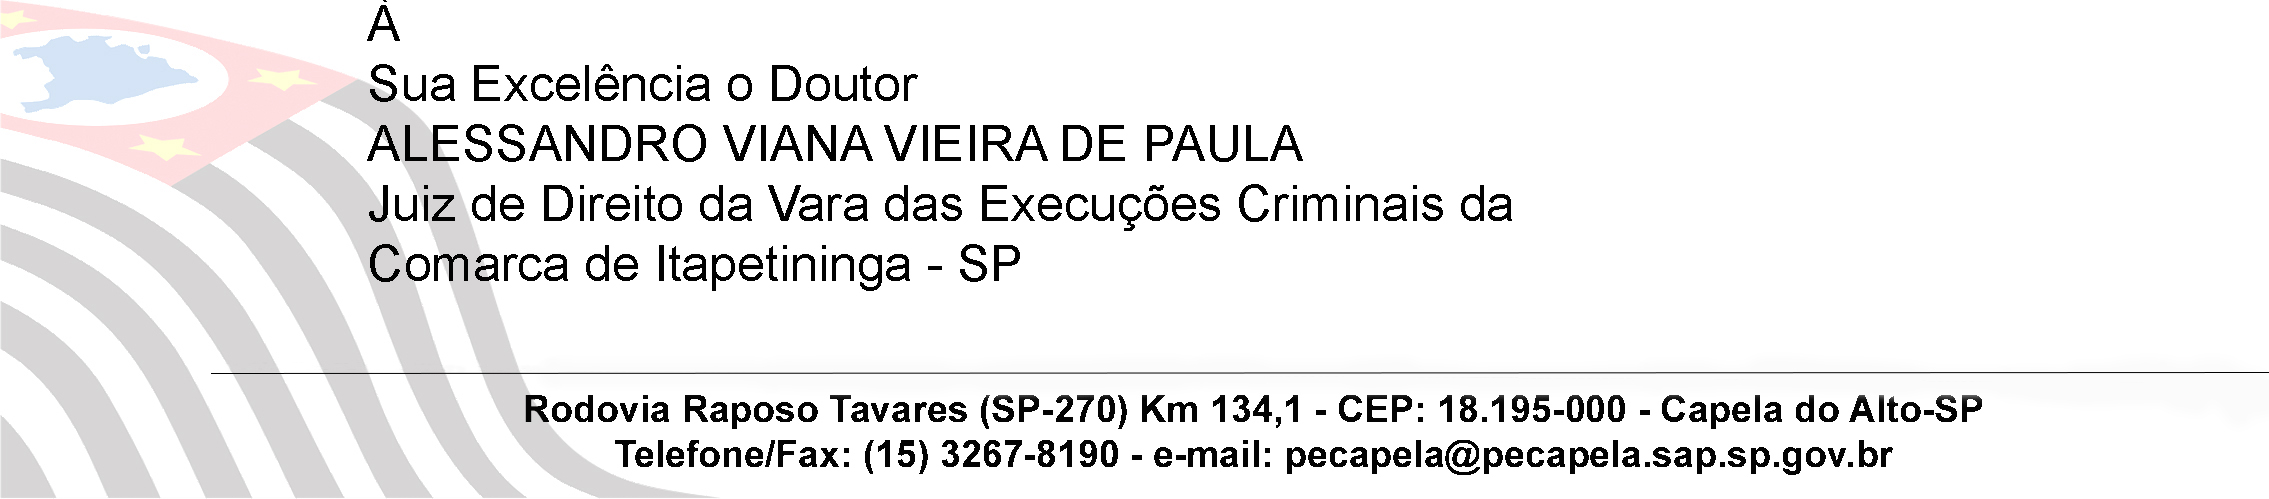 À
Sua Excelência o Doutor
ALESSANDRO VIANA VIEIRA DE PAULA
Juiz de Direito da Vara das Execuções Criminais da
Comarca de Itapetininga - SP
Rodovia Raposo Tavares (SP-270) Km 134,1 - CEP: 18.195-000 - Capela do Alto-SP
Telefone/Fax: (15) 3267-8190 - e-mail: pecapela@pecapela.sap.sp.gov.br